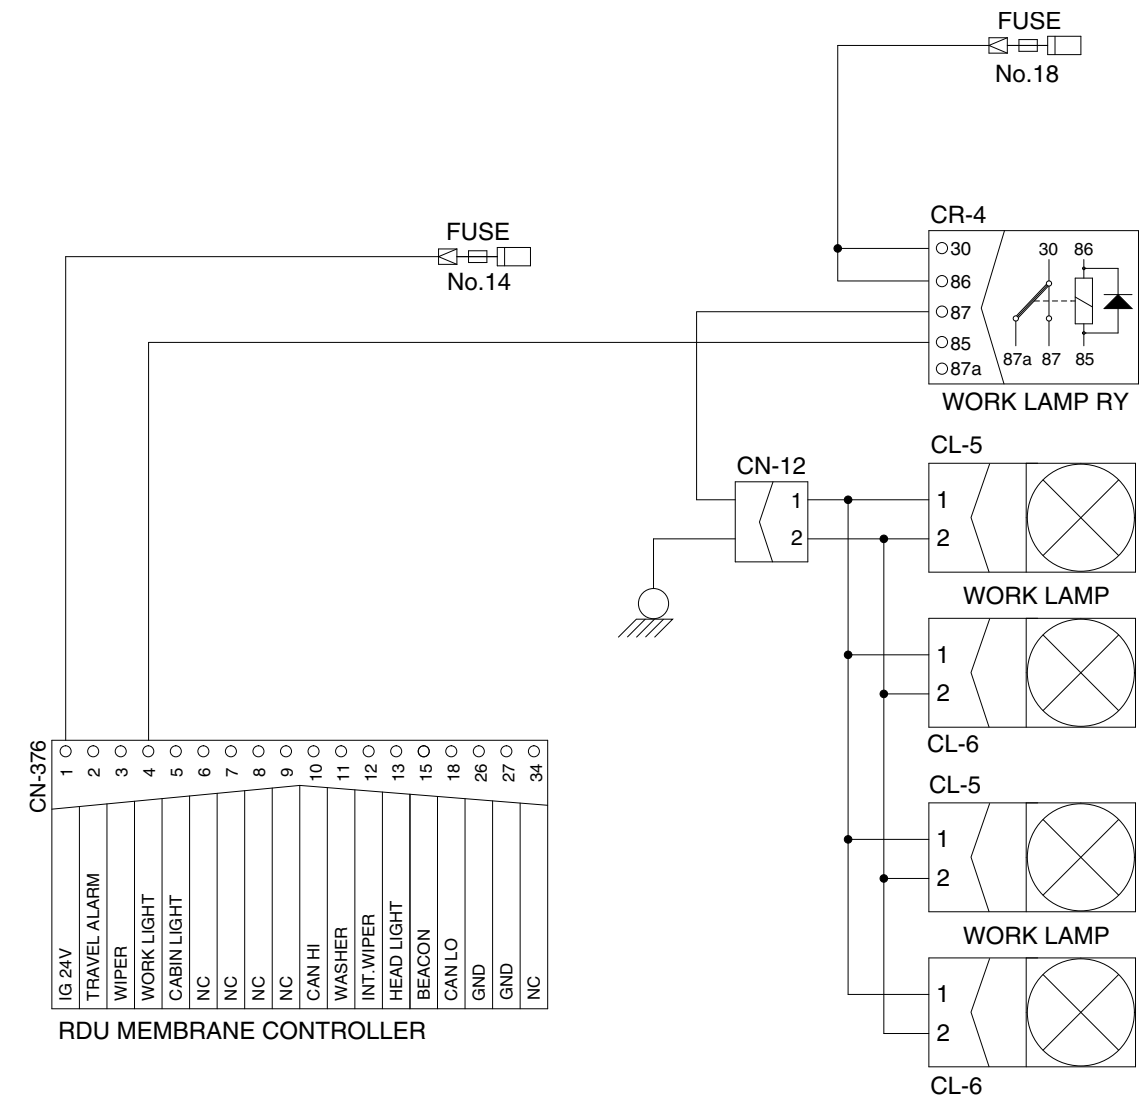 FUSE
No.18
CR-4
30
86
87
85
87a
30 86
87a 87 85
WORK LAMP RY
FUSE
No.14
CL-5
1
2
WORK LAMP
CN-12
1
2
1
2
CL-6
CL-5
1
2
WORK LAMP
1
2
CL-6
CN-376
1 2 3 4 5 6 7 8 9 10 11 12 13 15 18 26 27 34
IG 24V
TRAVEL ALARM
WIPER
WORK LIGHT
CABIN LIGHT
NC
NC
NC
NC
CAN HI
WASHER
INT.WIPER
HEAD LIGHT
BEACON
CAN LO
GND
GND
NC
RDU MEMBRANE CONTROLLER